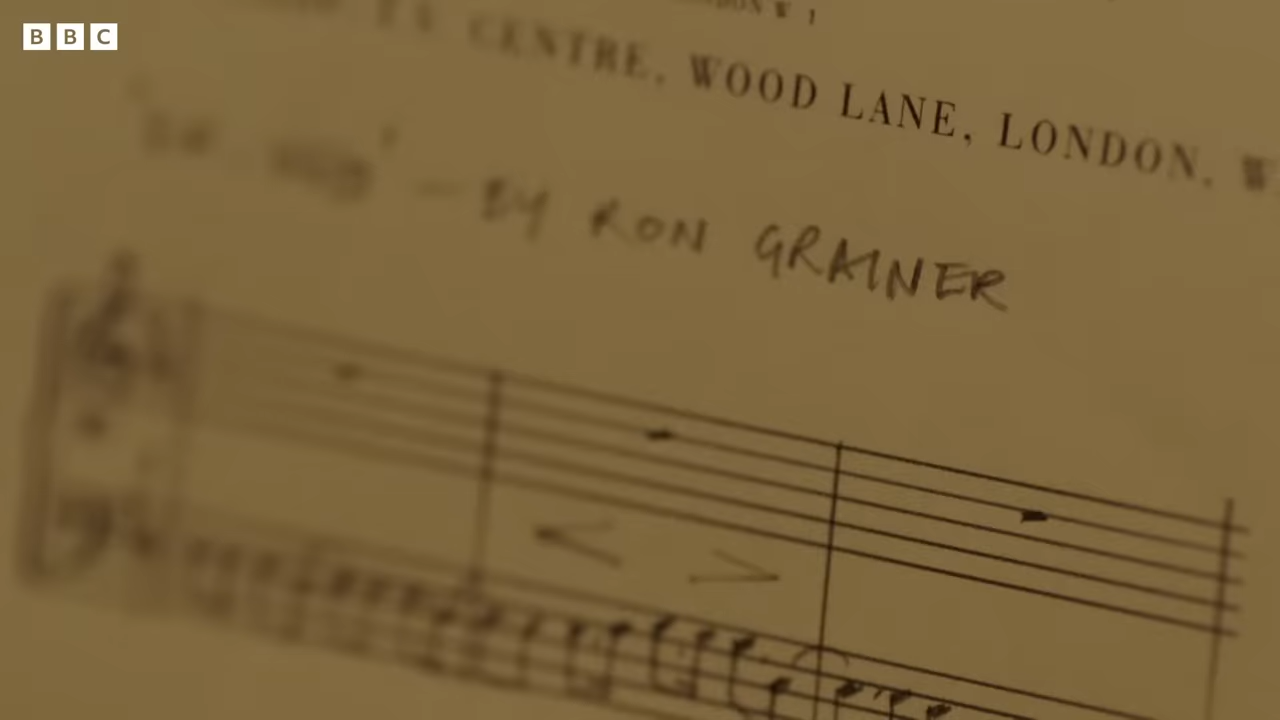 BBC
CENTRE, WOOD LANE, LONDON, W
- BY RON GRAINER